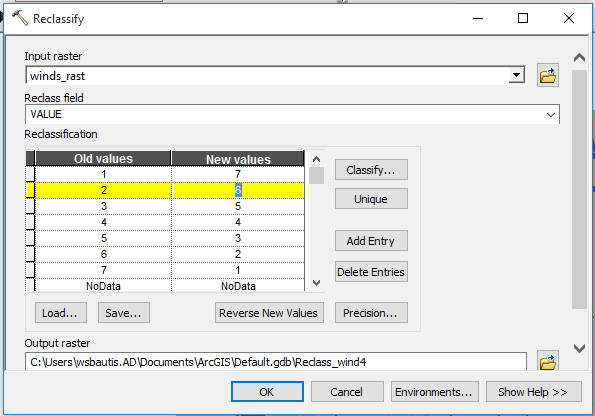 Reclassify
Input raster
winds_rast
Reclass field
VALUE
Reclassification
Old values New values
1 7
2 6
3 5
4 4
5 3
6 2
7 1
NoData NoData
Classify...
Unique
Add Entry
Delete Entries
Load... Save... Reverse New Values Precision...
Output raster
C:\Users\wsbautis.AD\Documents\ArcGIS\Default.gdb\Reclass_wind4
OK Cancel Environments... Show Help >>